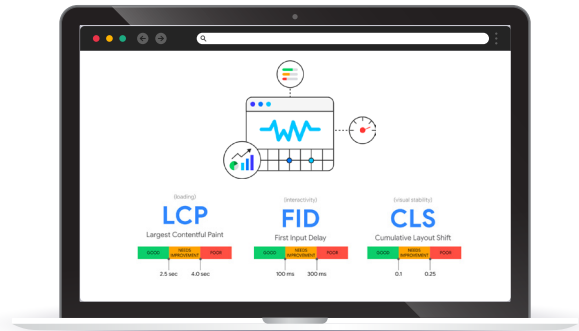 (loading)
LCP
Largest Contentful Paint
GOOD
NEEDS
IMPROVEMENT
POOR
2.5 sec
4.0 sec
(interactivity)
FID
First Input Delay
GOOD
NEEDS
IMPROVEMENT
POOR
100 ms
300 ms
(visual stability)
CLS
Cumulative Layout Shift
GOOD
NEEDS
IMPROVEMENT
POOR
0.1
0.25